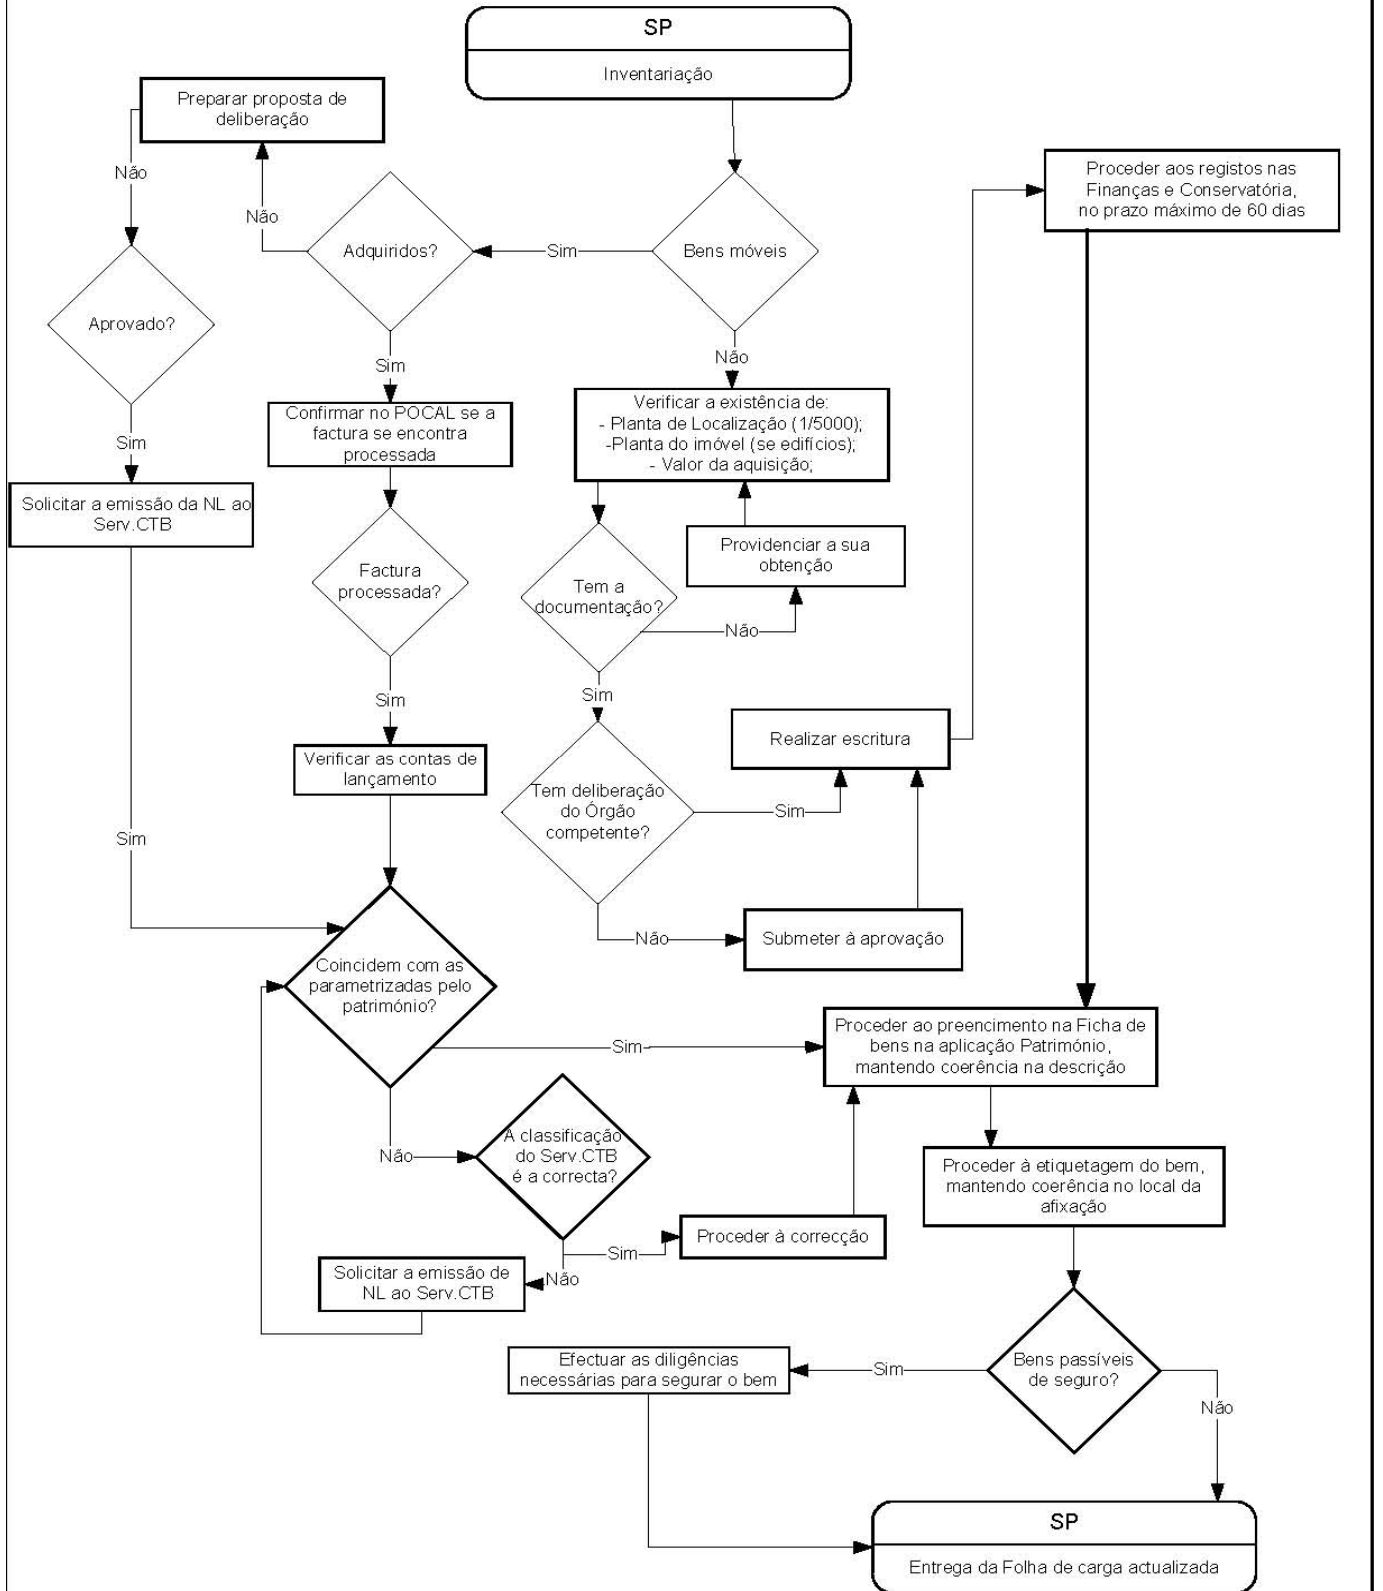 SP
Inventariação
Preparar proposta de
deliberação
Não
Não
Proceder aos registos nas
Finanças e Conservatória,
no prazo máximo de 60 dias
Adquiridos?
Sim
Bens móveis
Aprovado?
Sim
Não
Sim
Confirmar no POCAL se a
factura se encontra
processada
Verificar a existência de:
- Planta de Localização (1/5000);
-Planta do imóvel (se edifícios);
- Valor da aquisição;
Solicitar a emissão da NL ao
Serv.CTB
Providenciar a sua
obtenção
Factura
processada?
Tem a
documentação?
Não
Sim
Sim
Realizar escritura
Verificar as contas de
lançamento
Tem deliberação
do Órgão
competente?
Sim
Sim
Não
Submeter à aprovação
Coincidem com as
parametrizadas pelo
património?
Sim
Proceder ao preencimento na Ficha de
bens na aplicação Património,
mantendo coerência na descrição
Não
A classificação
do Serv.CTB
é a correcta?
Proceder à etiquetagem do bem,
mantendo coerência no local da
afixação
Sim
Proceder à correcção
Não
Solicitar a emissão de
NL ao Serv.CTB
Efectuar as diligências
necessárias para segurar o bem
Sim
Bens passíveis
de seguro?
Não
SP
Entrega da Folha de carga actualizada